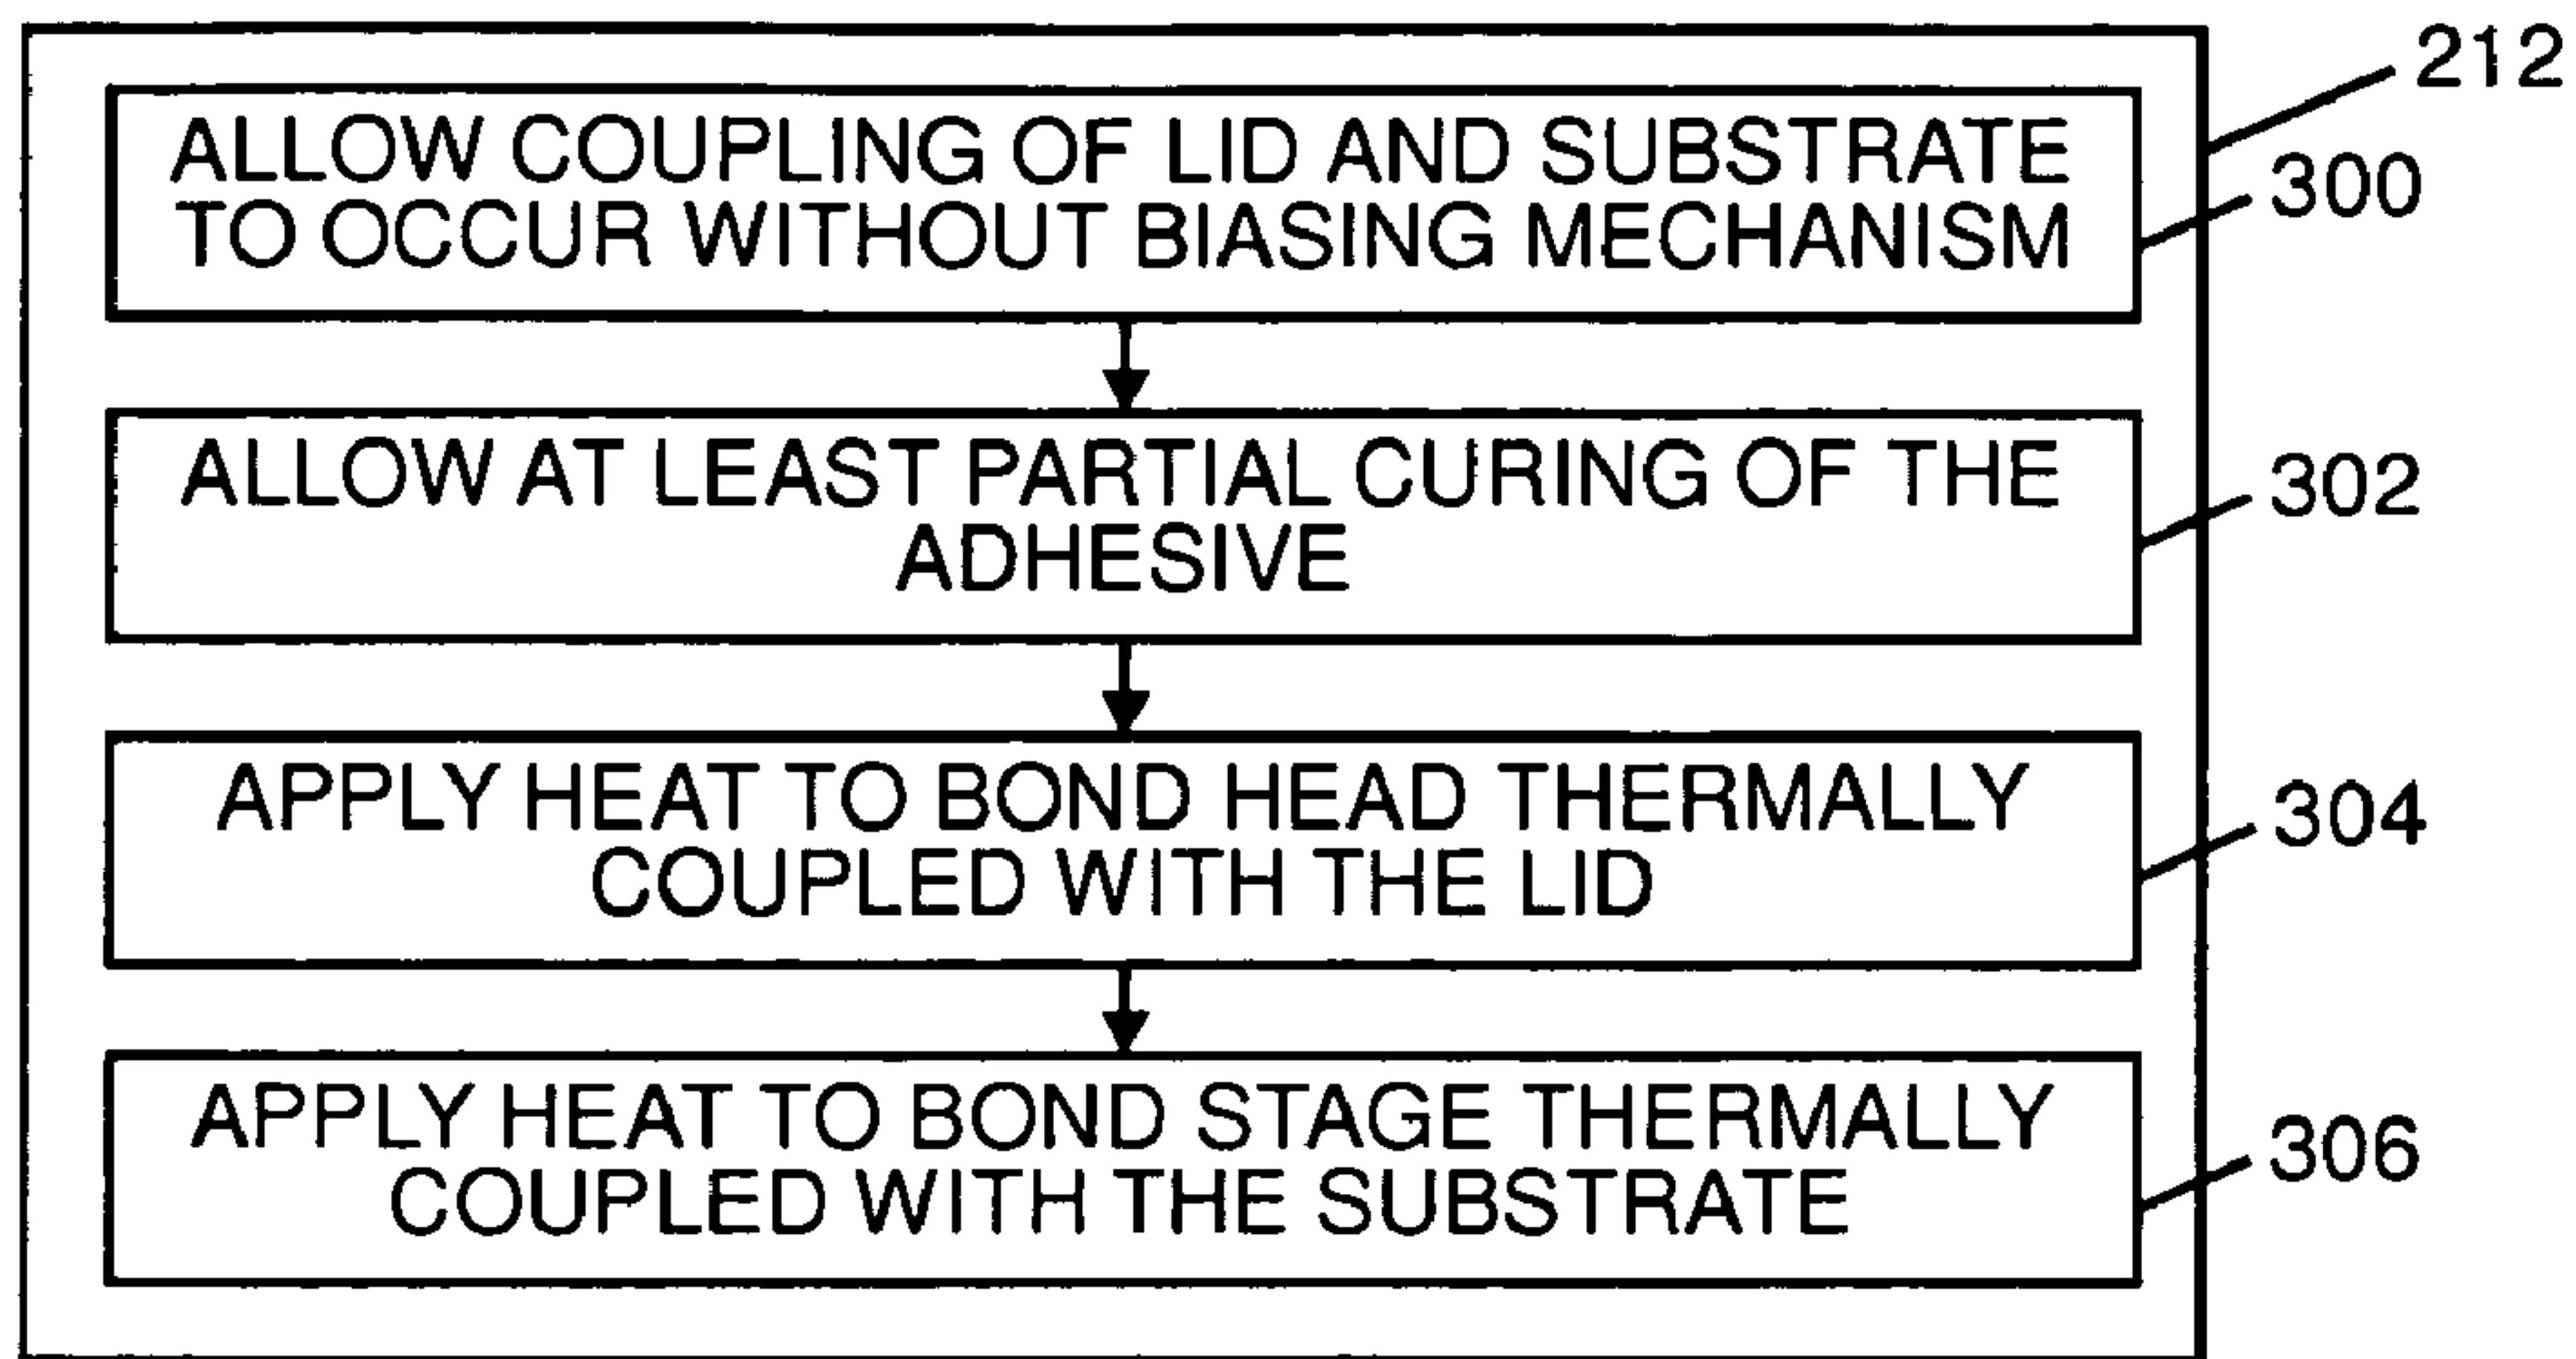 212
ALLOW COUPLING OF LID AND SUBSTRATE
TO OCCUR WITHOUT BIASING MECHANISM
300
ALLOW AT LEAST PARTIAL CURING OF THE
ADHESIVE
302
APPLY HEAT TO BOND HEAD THERMALLY
COUPLED WITH THE LID
304
APPLY HEAT TO BOND STAGE THERMALLY
COUPLED WITH THE SUBSTRATE
306